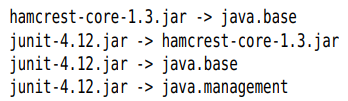 hamcrest-core-1.3.jar -> java.base
junit-4.12.jar -> hamcrest-core-1.3.jar
junit-4.12.jar -> java.base
junit-4.12.jar -> java.management